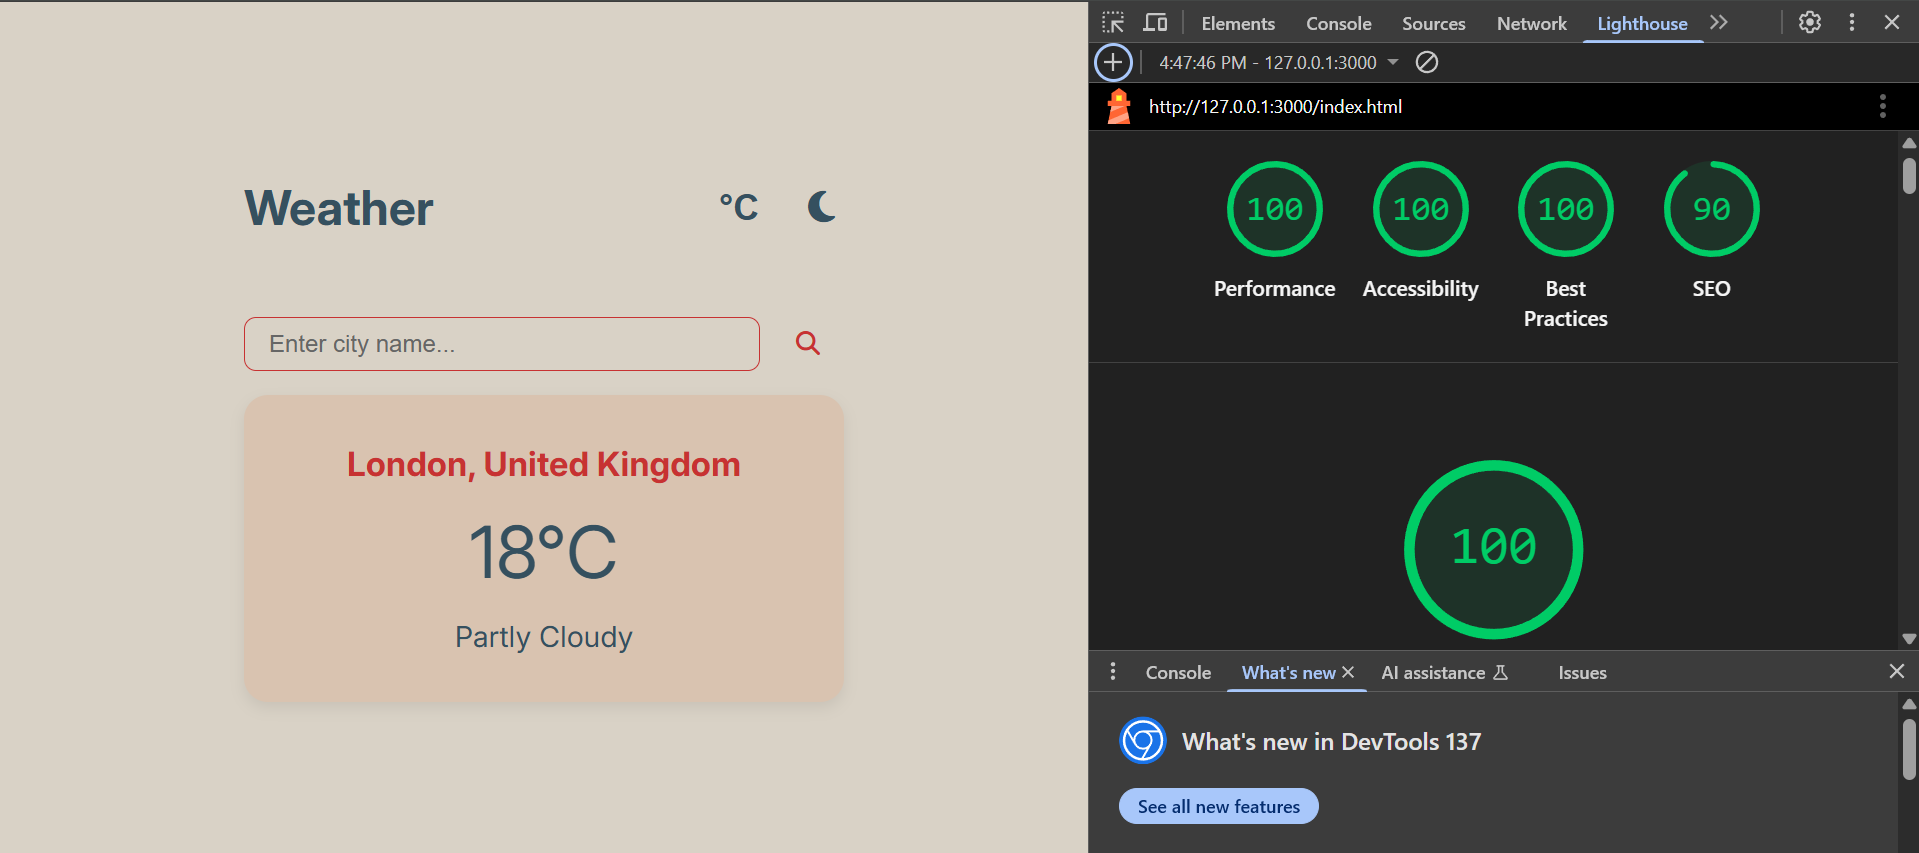 Weather
°C
Enter city name...
London, United Kingdom
18°C
Partly Cloudy
Elements Console Sources Network Lighthouse
4:47:46 PM - 127.0.0.1:3000
http://127.0.0.1:3000/index.html
100 100 100 90
Performance Accessibility Best Practices SEO
100
Console What's new AI assistance Issues
What's new in DevTools 137
See all new features